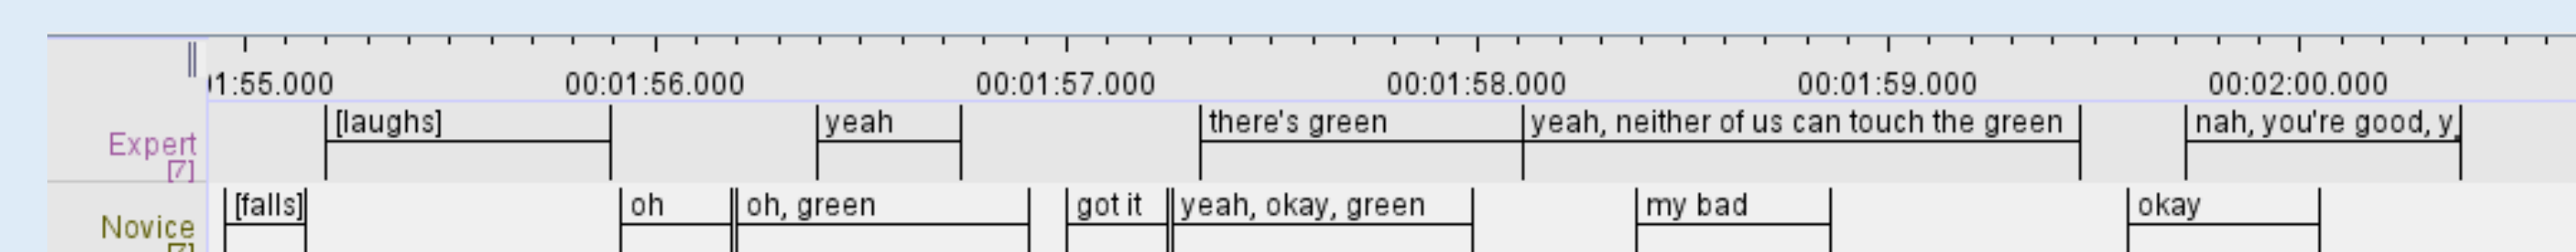 01:55.000 00:01:56.000 00:01:57.000 00:01:58.000 00:01:59.000 00:02:00.000
Expert [laughs] yeah there's green yeah, neither of us can touch the green nah, you're good, y
[7]
Novice [falls] oh oh, green got it yeah, okay, green my bad okay